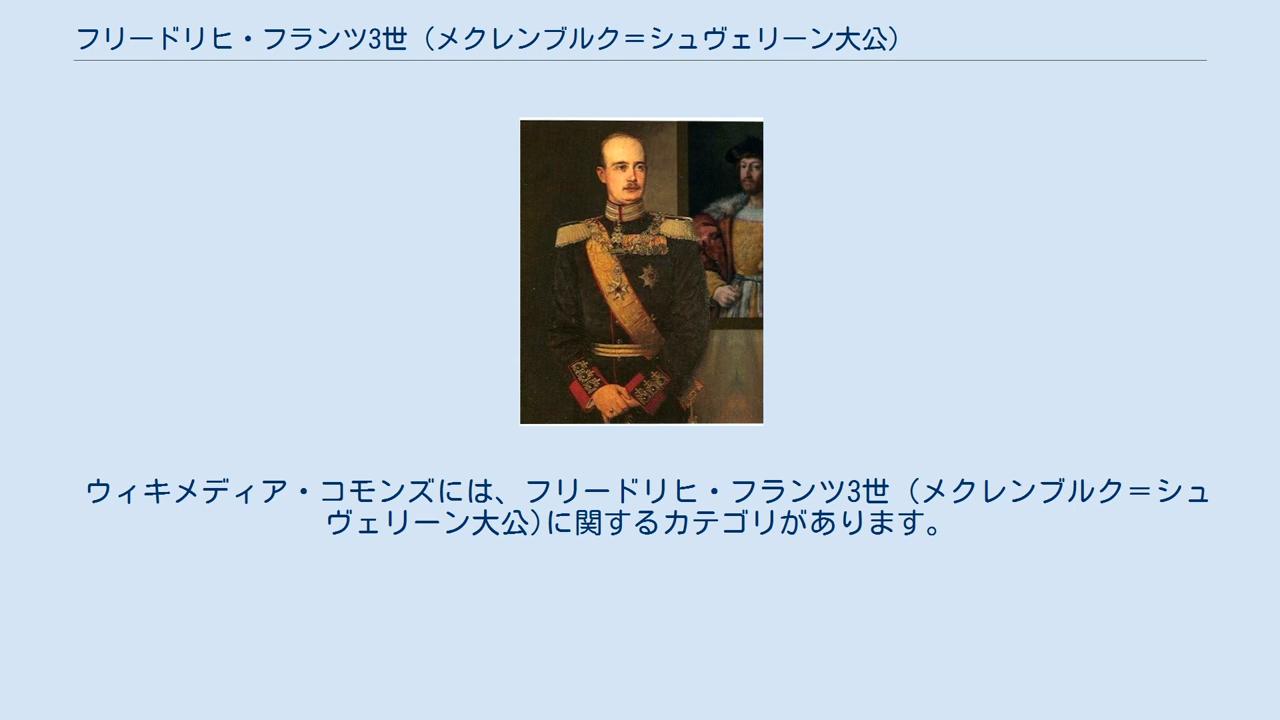 フリードリヒ・フランツ3世（メクレンブルク＝シュヴェリーン大公）
ウィキメディア・コモンズには、フリードリヒ・フランツ3世（メクレンブルク＝シュ
ヴェリーン大公)に関するカテゴリがあります。